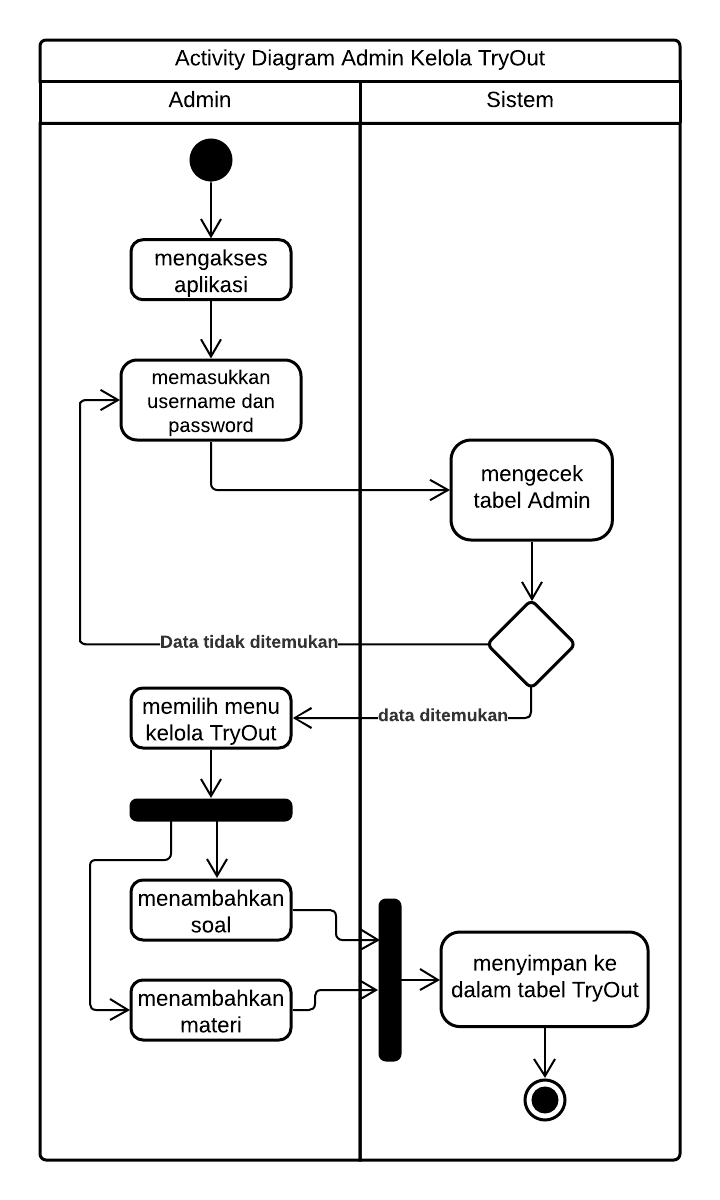 Activity Diagram Admin Kelola TryOut
Admin
Sistem
mengakses
aplikasi
memasukkan
username dan
password
mengecek
tabel Admin
Data tidak ditemukan
data ditemukan
memilih menu
kelola TryOut
menambahkan
soal
menambahkan
materi
menyimpan ke
dalam tabel TryOut